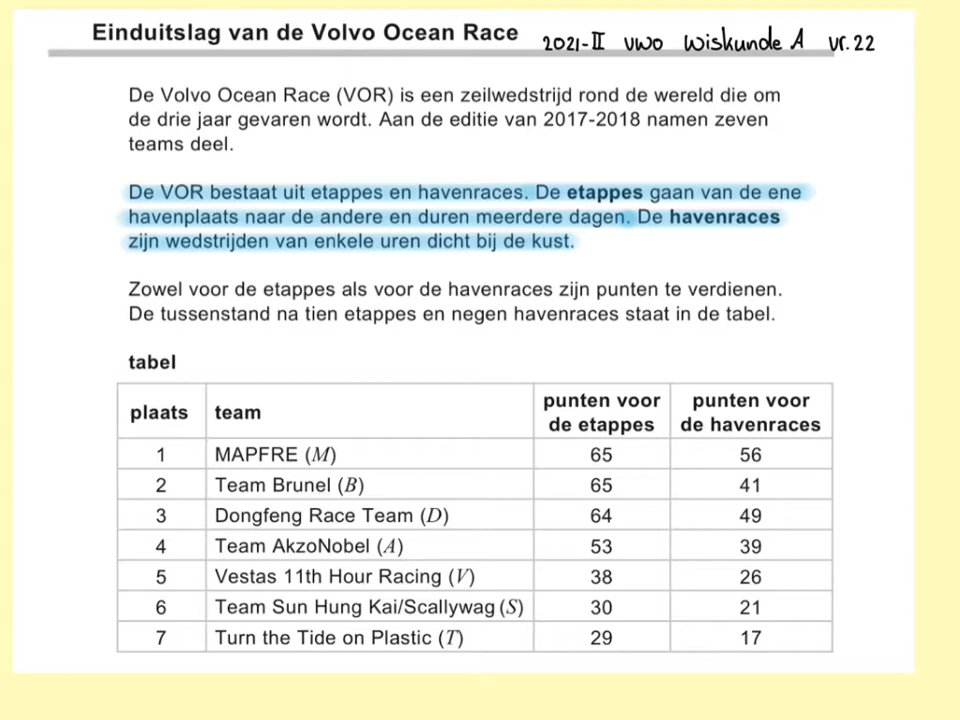 Einduitslag van de Volvo Ocean Race 2021-II vwo wiskunde A vr.22
De Volvo Ocean Race (VOR) is een zeilwedstrijd rond de wereld die om
de drie jaar gevaren wordt. Aan de editie van 2017-2018 namen zeven
teams deel.
De VOR bestaat uit etappes en havenraces. De etappes gaan van de ene
havenplaats naar de andere en duren meerdere dagen. De havenraces
zijn wedstrijden van enkele uren dicht bij de kust.
Zowel voor de etappes als voor de havenraces zijn punten te verdienen.
De tussenstand na tien etappes en negen havenraces staat in de tabel.
tabel
plaats team punten voor de etappes punten voor de havenraces
1 MAPFRE (M) 65 56
2 Team Brunel (B) 65 41
3 Dongfeng Race Team (D) 64 49
4 Team AkzoNobel (A) 53 39
5 Vestas 11th Hour Racing (V) 38 26
6 Team Sun Hung Kai/Scallywag (S) 30 21
7 Turn the Tide on Plastic (T) 29 17